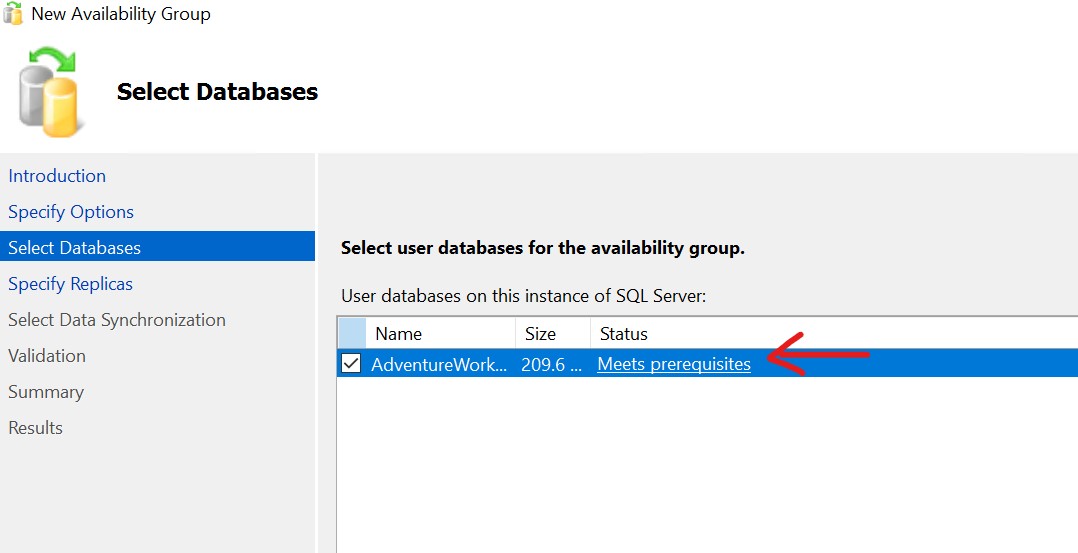 New Availability Group
Select Databases
Introduction
Specify Options
Select Databases
Specify Replicas
Select Data Synchronization
Validation
Summary
Results
Select user databases for the availability group.
User databases on this instance of SQL Server:
Name Size Status
AdventureWork... 209.6 ... Meets prerequisites